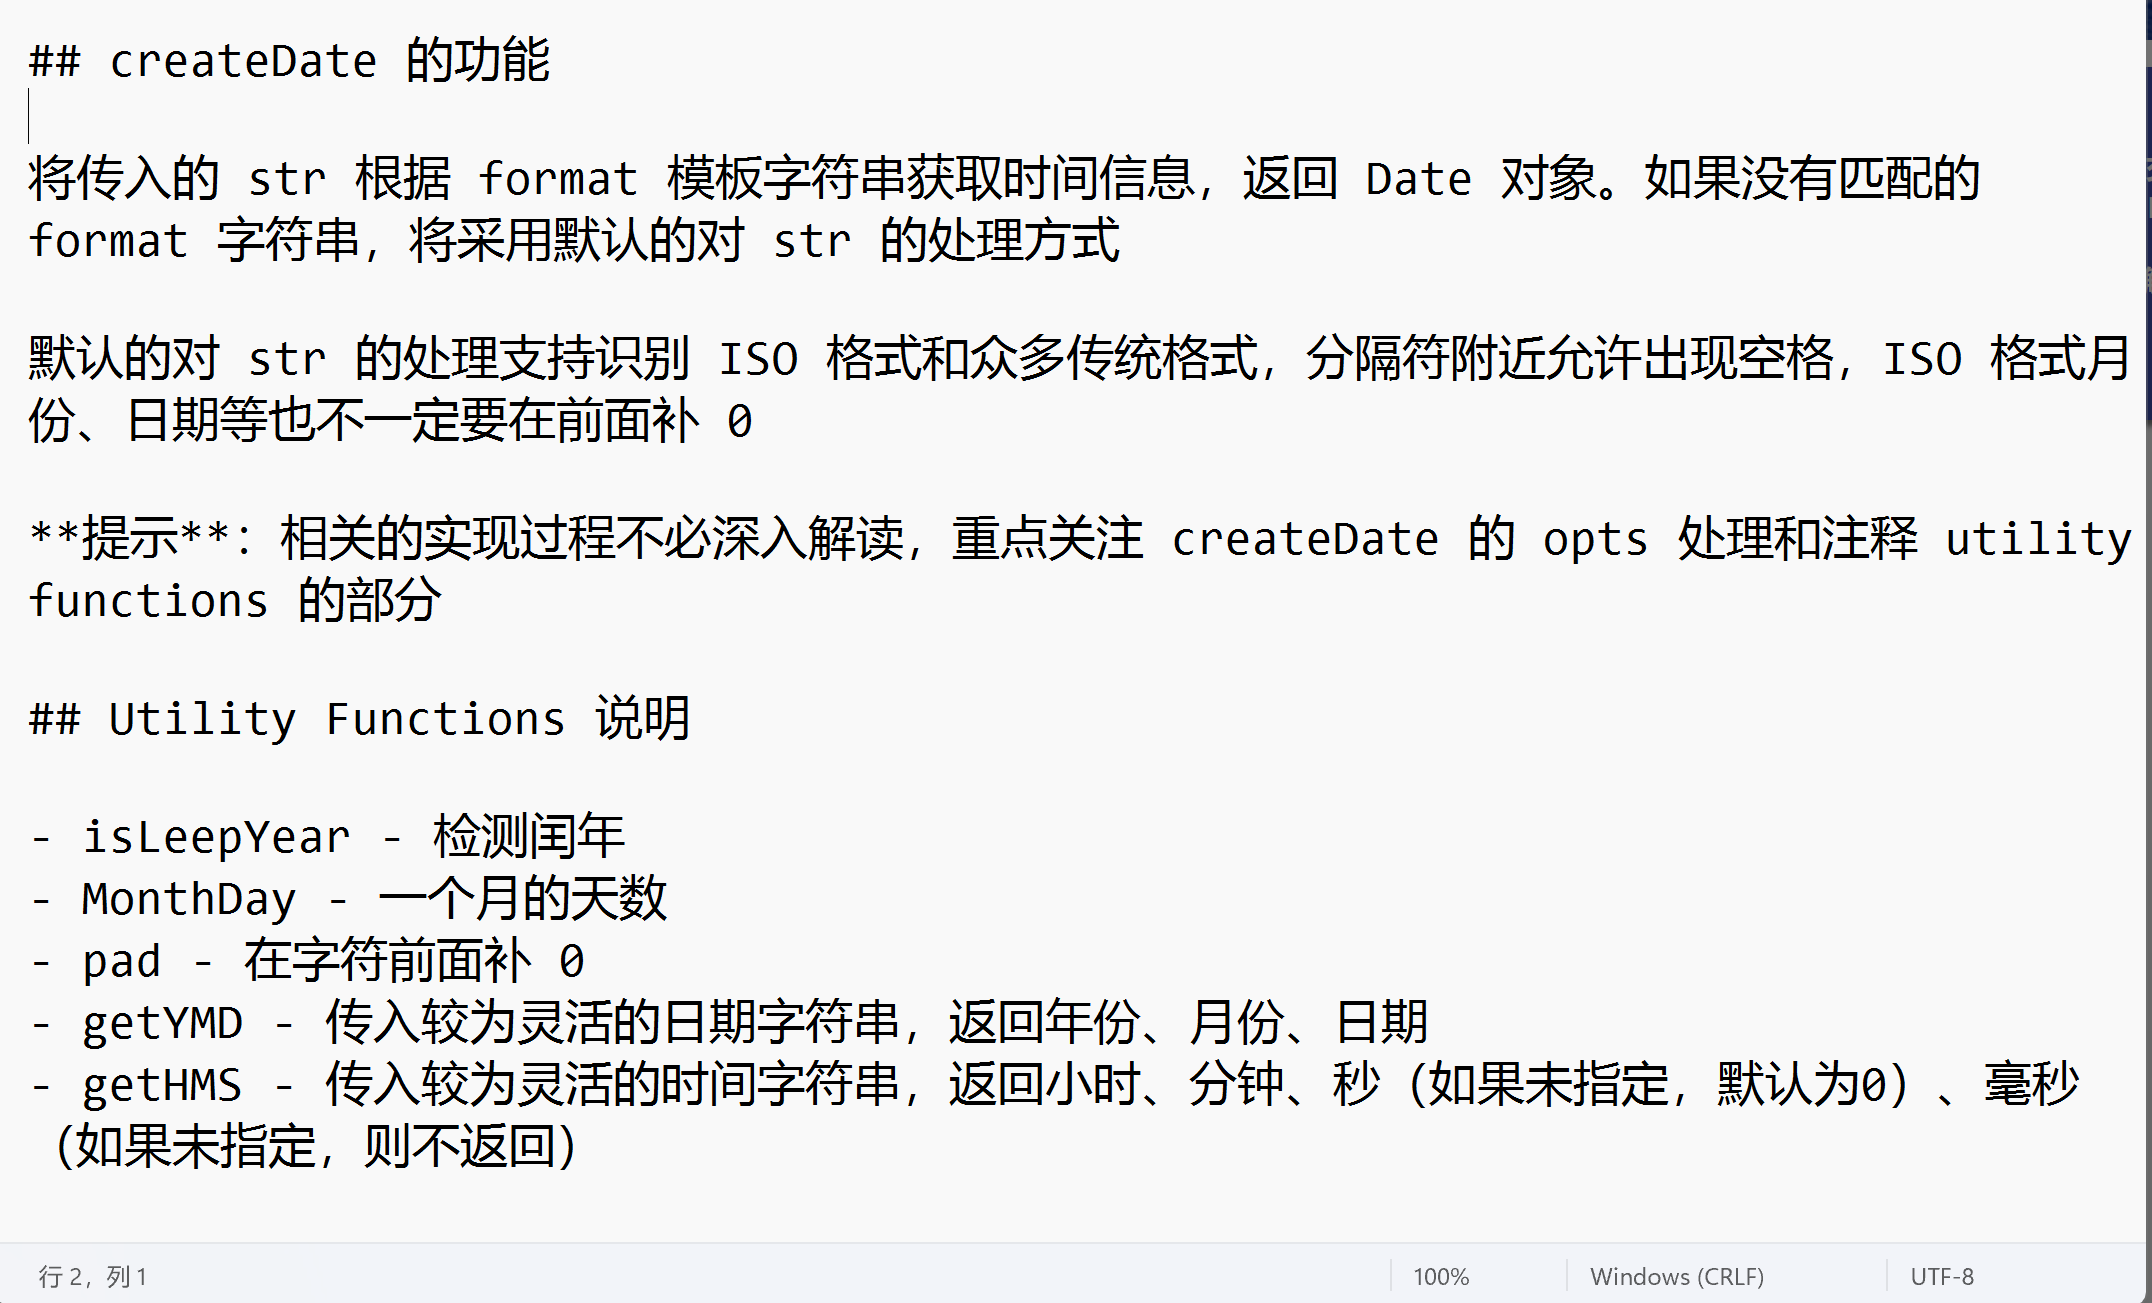 ## createDate 的功能
将传入的 str 根据 format 模板字符串获取时间信息，返回 Date 对象。如果没有匹配的
format 字符串，将采用默认的对 str 的处理方式
默认的对 str 的处理支持识别 ISO 格式和众多传统格式，分隔符附近允许出现空格，ISO 格式月
份、日期等也不一定要在前面补 0
**提示**：相关的实现过程不必深入解读，重点关注 createDate 的 opts 处理和注释 utility
functions 的部分
## Utility Functions 说明
- isLeepYear - 检测闰年
- MonthDay - 一个月的天数
- pad - 在字符前面补 0
- getYMD - 传入较为灵活的日期字符串，返回年份、月份、日期
- getHMS - 传入较为灵活的时间字符串，返回小时、分钟、秒（如果未指定，默认为0）、毫秒
（如果未指定，则不返回）
行 2，列 1
100%
Windows (CRLF)
UTF-8